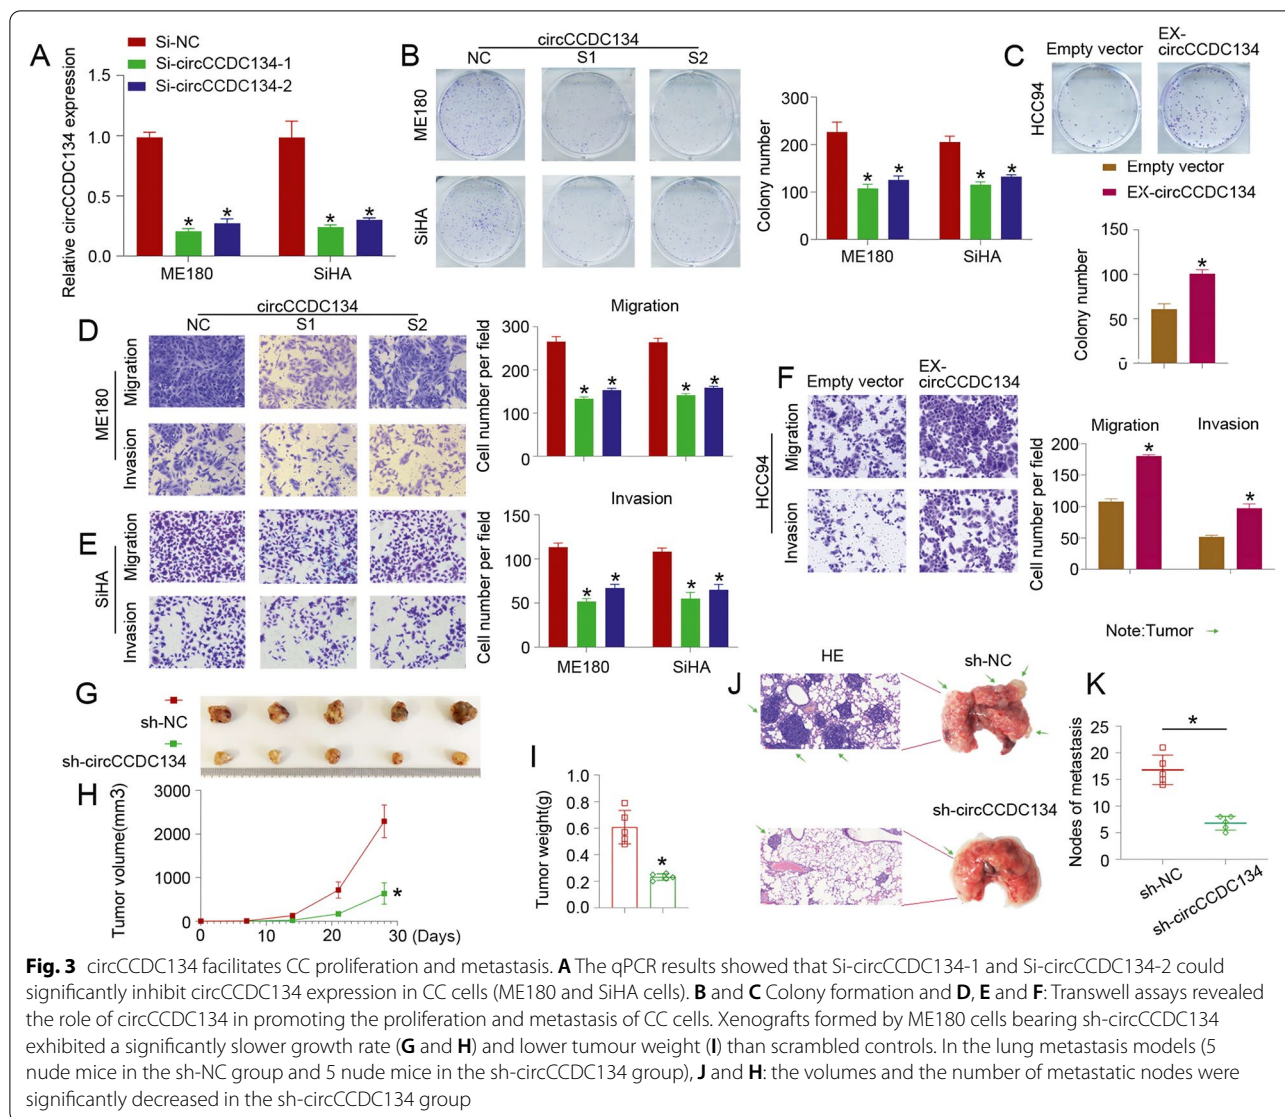 A
Si-NC
Si-circCCDC134-1
Si-circCCDC134-2
Relative circCCDC134 expression
1.5
1.0
0.5
0.0
* * * *
ME180 SiHA
B
circCCDC134
NC S1 S2
ME180
SiHA
Colony number
300
200
100
0
* * * *
ME180 SiHA
C
Empty vector
EX-
circCCDC134
HCC94
Empty vector
EX-circCCDC134
Colony number
150
100
50
0
*
D
circCCDC134
NC S1 S2
ME180
Migration
Invasion
E
SiHA
Migration
Invasion
Migration
Cell number per field
300
200
100
0
* * * *
Invasion
Cell number per field
150
100
50
0
* * * *
ME180 SiHA
F
Empty vector
EX-
circCCDC134
HCC94
Migration
Invasion
Migration Invasion
Cell number per field
200
150
100
50
0
* *
Note:Tumor
G
sh-NC
sh-circCCDC134
H
Tumor volume(mm3)
3000
2000
1000
0
0 10 20 30 (Days)
*
I
Tumor weight(g)
1.0
0.8
0.6
0.4
0.2
0.0
*
J
HE
sh-NC
sh-circCCDC134
K
Nodes of metastasis
25
20
15
10
5
0
*
sh-NC
sh-circCCDC134
Fig. 3 circCCDC134 facilitates CC proliferation and metastasis. A The qPCR results showed that Si-circCCDC134-1 and Si-circCCDC134-2 could
significantly inhibit circCCDC134 expression in CC cells (ME180 and SiHA cells). B and C Colony formation and D, E and F: Transwell assays revealed
the role of circCCDC134 in promoting the proliferation and metastasis of CC cells. Xenografts formed by ME180 cells bearing sh-circCCDC134
exhibited a significantly slower growth rate (G and H) and lower tumour weight (I) than scrambled controls. In the lung metastasis models (5
nude mice in the sh-NC group and 5 nude mice in the sh-circCCDC134 group), J and H: the volumes and the number of metastatic nodes were
significantly decreased in the sh-circCCDC134 group